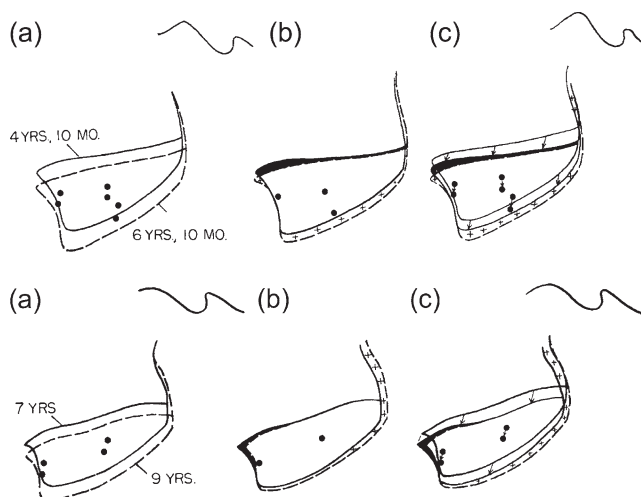 (a)
(b)
(c)
4 YRS, 10 MO.
6 YRS, 10 MO.
(a)
(b)
(c)
7 YRS
9 YRS.